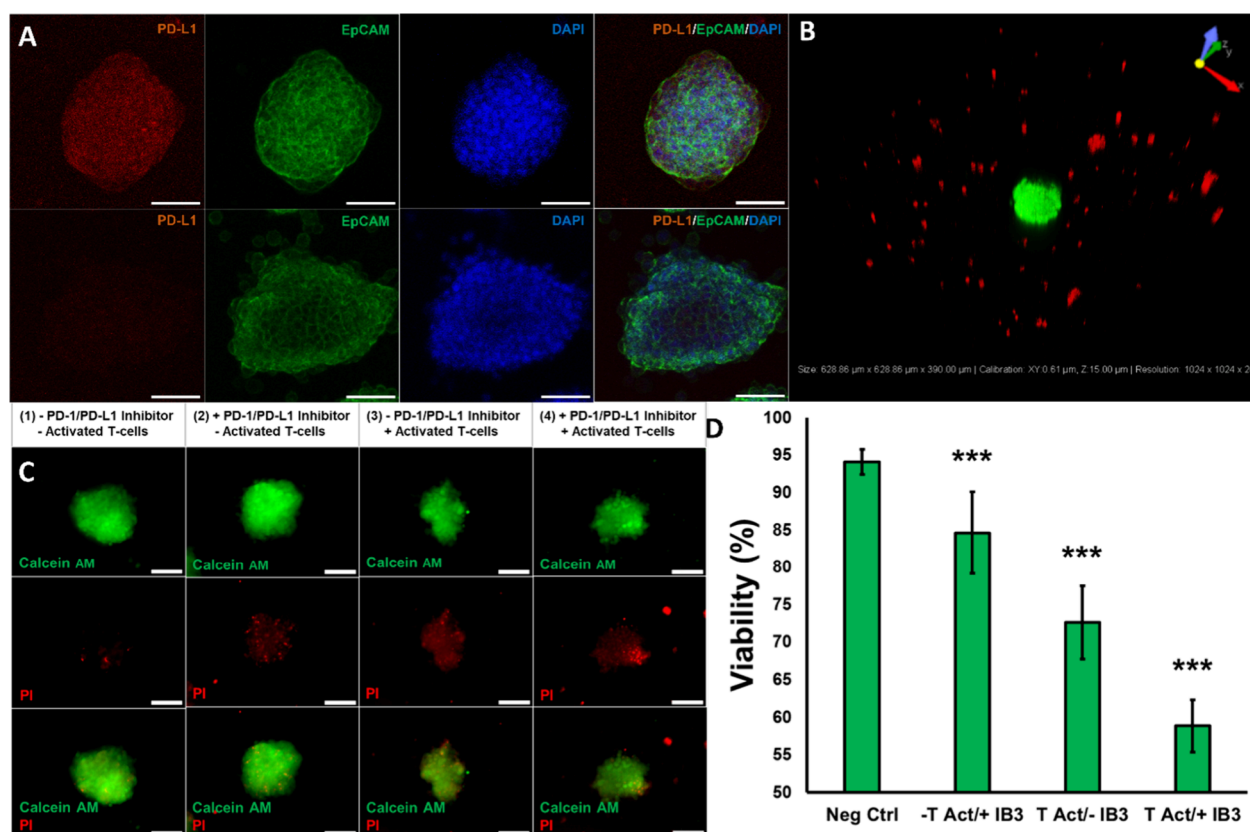 A
PD-L1
EpCAM
DAPI
PD-L1/EpCAM/DAPI
PD-L1
EpCAM
DAPI
PD-L1/EpCAM/DAPI
B
z
y
x
Size: 628.86 µm x 628.86 µm x 390.00 µm | Calibration: XY 0.61 µm, Z:15.00 µm | Resolution: 1024 x 1024 x 2
(1) - PD-1/PD-L1 Inhibitor
- Activated T-cells
(2) + PD-1/PD-L1 Inhibitor
- Activated T-cells
(3) - PD-1/PD-L1 Inhibitor
+ Activated T-cells
(4) + PD-1/PD-L1 Inhibitor
+ Activated T-cells
C
Calcein AM
Calcein AM
Calcein AM
Calcein AM
PI
PI
PI
PI
Calcein AM
PI
Calcein AM
PI
Calcein AM
PI
Calcein AM
PI
D
Viability (%)
100
95
90
85
80
75
70
65
60
55
50
***
***
***
Neg Ctrl
-T Act/+ IB3
T Act/- IB3
T Act/+ IB3